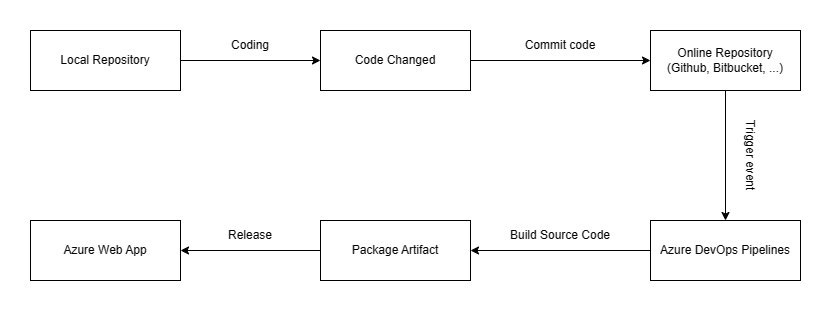 Local Repository
Coding
Code Changed
Commit code
Online Repository
(Github, Bitbucket, ...)
Trigger event
Azure Web App
Release
Package Artifact
Build Source Code
Azure DevOps Pipelines